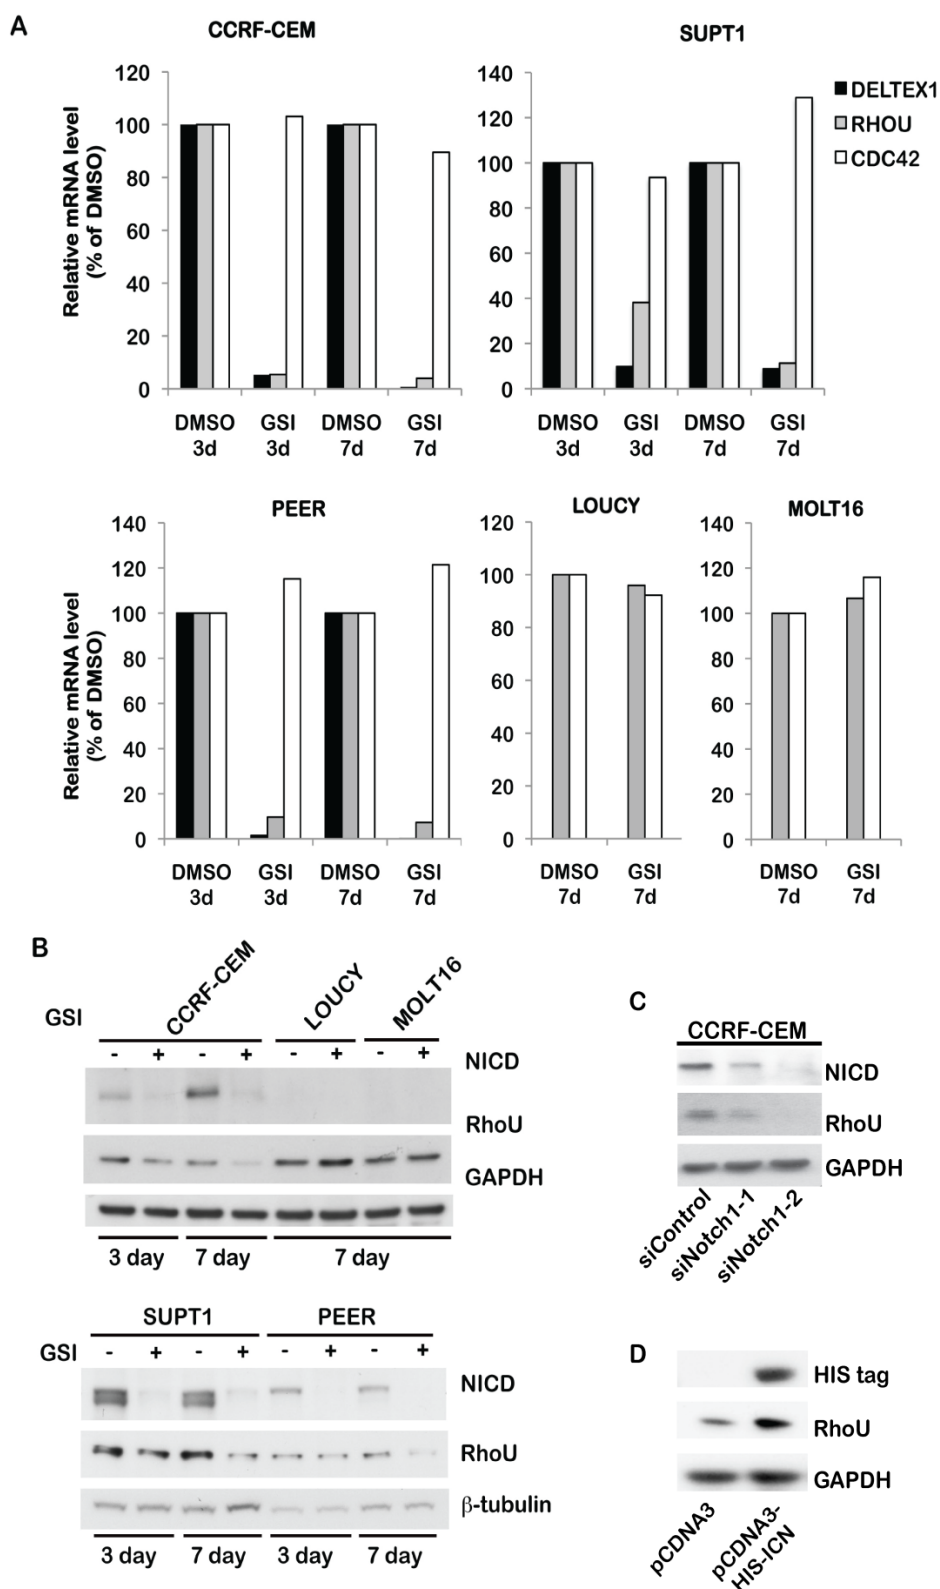 A
CCRF-CEM
Relative mRNA level
(% of DMSO)
120
100
80
60
40
20
0
DMSO GSI DMSO GSI
3d 3d 7d 7d
SUPT1
140
120
100
80
60
40
20
0
DMSO GSI DMSO GSI
3d 3d 7d 7d
DELTEX1
RHOU
CDC42
PEER
Relative mRNA level
(% of DMSO)
140
120
100
80
60
40
20
0
DMSO GSI DMSO GSI
3d 3d 7d 7d
LOUCY
120
100
80
60
40
20
0
DMSO GSI
7d 7d
MOLT16
140
120
100
80
60
40
20
0
DMSO GSI
7d 7d
B
CCRF-CEM LOUCY MOLT16
GSI
- + - + - + - +
NICD
RhoU
GAPDH
3 day 7 day 7 day
SUPT1 PEER
GSI - + - + - + - +
NICD
RhoU
β-tubulin
3 day 7 day 3 day 7 day
C
CCRF-CEM
NICD
RhoU
GAPDH
siControl
siNotch1-1
siNotch1-2
D
HIS tag
RhoU
GAPDH
pCDNA3
pCDNA3-
HIS-ICN